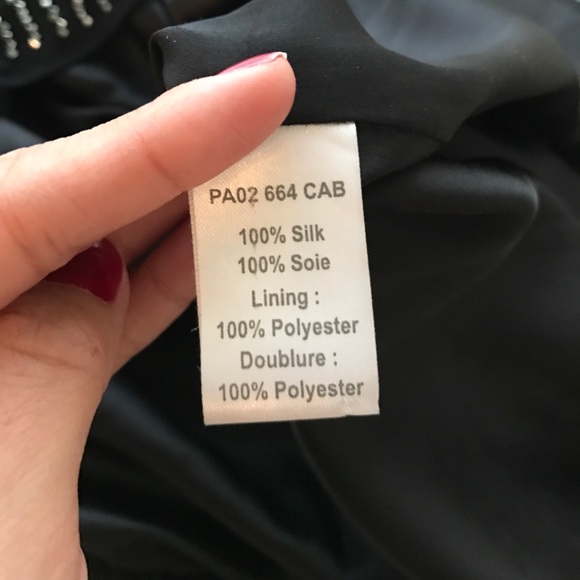 PA02 664 CAB
100% Silk
100% Soie
Lining :
100% Polyester
Doublure :
100% Polyester